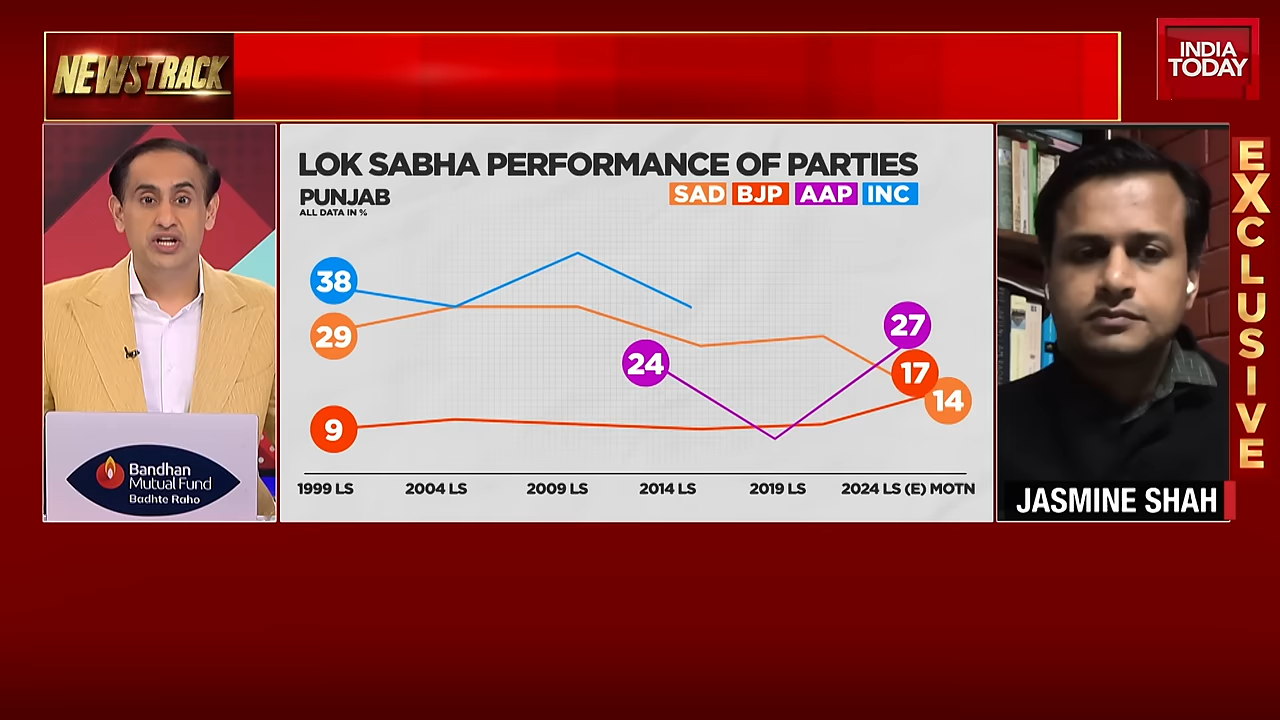 NEWSTRACK
INDIA
TODAY
LOK SABHA PERFORMANCE OF PARTIES
PUNJAB
ALL DATA IN %
SAD BJP AAP INC
38
29
9
24
27
17
14
1999 LS 2004 LS 2009 LS 2014 LS 2019 LS 2024 LS (E) MOTN
Bandhan
Mutual Fund
Badhte Raho
JASMINE SHAH
EXCLUSIVE